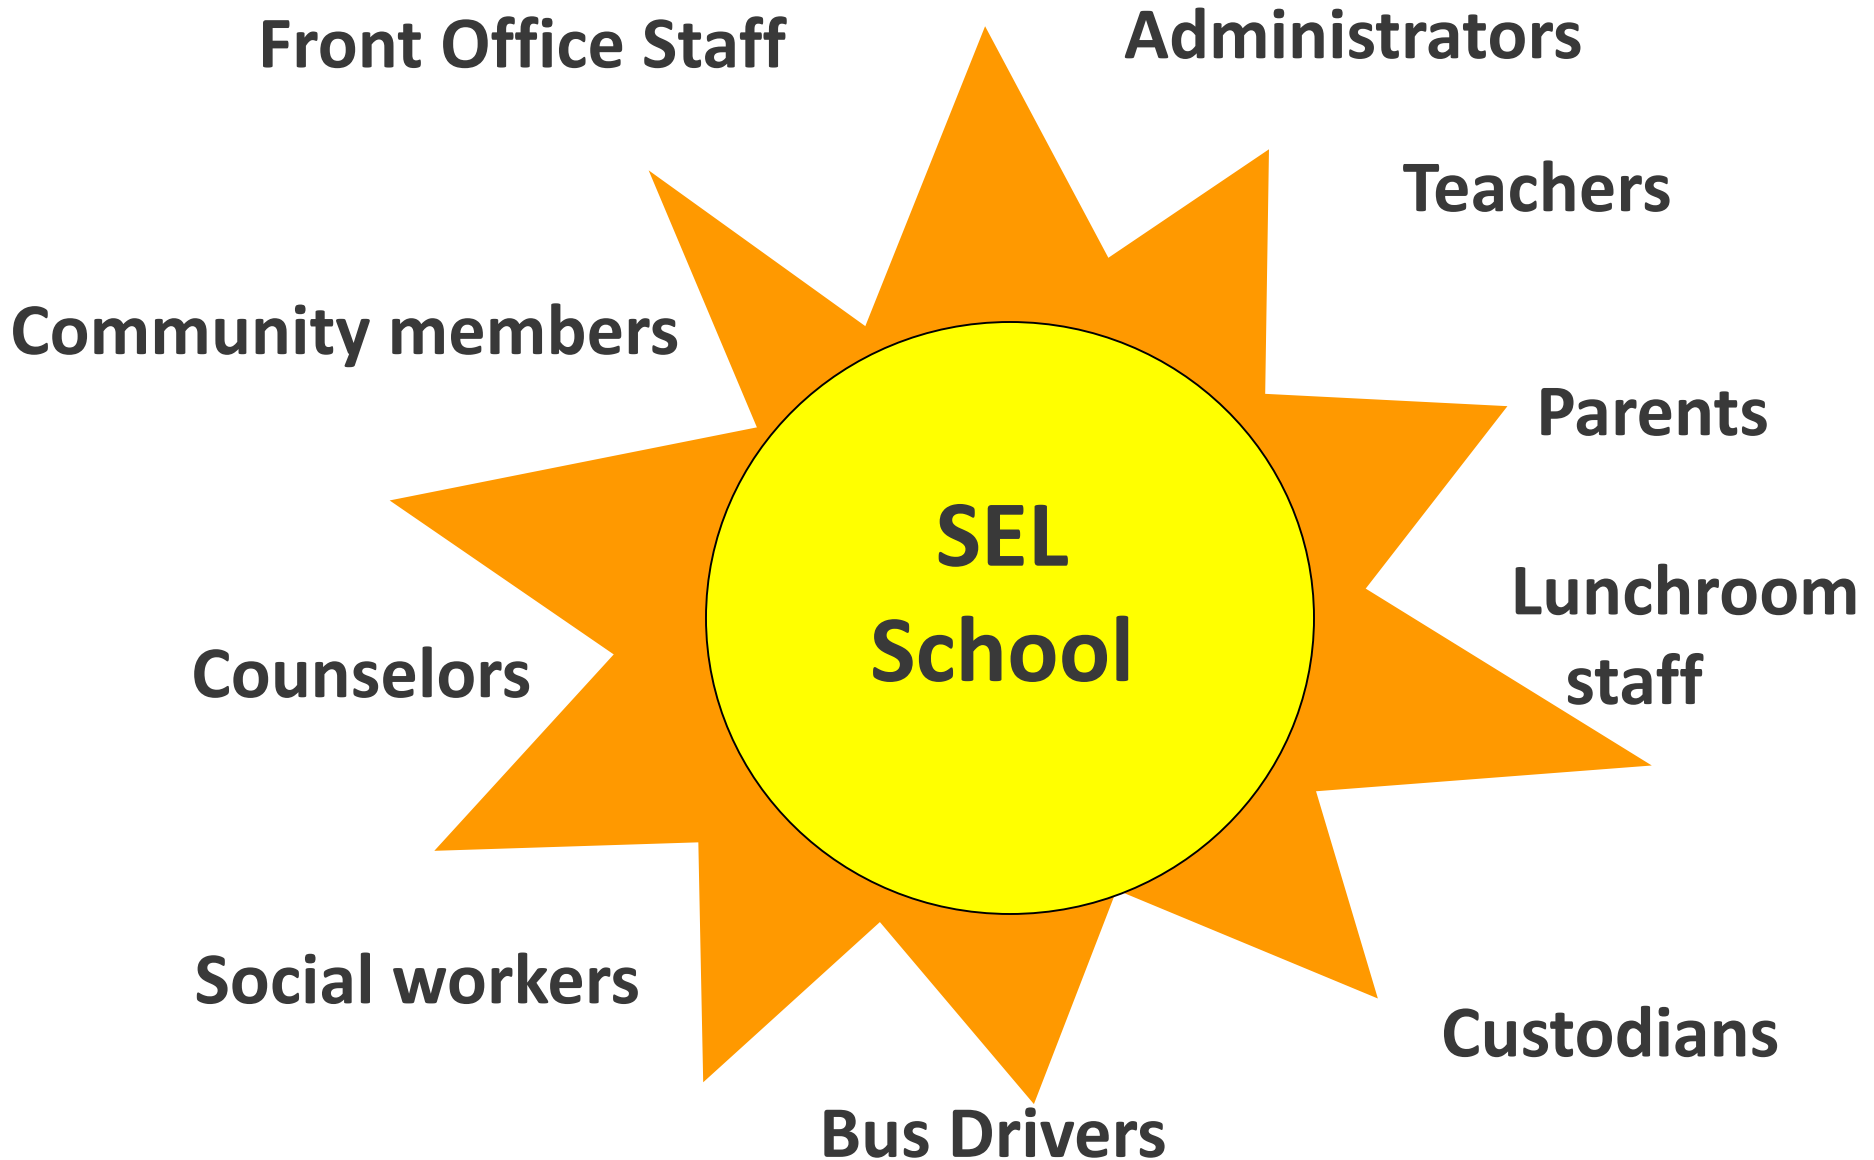 Front Office Staff
Administrators
Teachers
Community members
Parents
SEL
School
Lunchroom
staff
Counselors
Social workers
Custodians
Bus Drivers